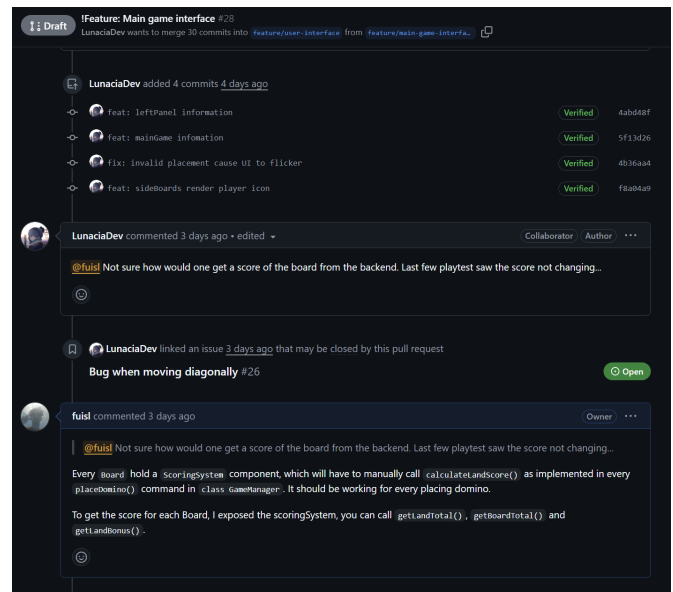 Draft
!Feature: Main game interface #28
LunaciaDev wants to merge 30 commits into feature/user-interface from feature/main-game-interfa…
LunaciaDev added 4 commits 4 days ago
feat: leftPanel information Verified 4abd48f
feat: mainGame infomation Verified 5f13d26
fix: invalid placement cause UI to flicker Verified 4b36aa4
feat: sideBoards render player icon Verified f8a04a9
LunaciaDev commented 3 days ago • edited Collaborator Author ...
@fuisl Not sure how would one get a score of the board from the backend. Last few playtest saw the score not changing...
LunaciaDev linked an issue 3 days ago that may be closed by this pull request
Bug when moving diagonally #26 Open
fuisl commented 3 days ago Owner ...
@fuisl Not sure how would one get a score of the board from the backend. Last few playtest saw the score not changing...
Every Board hold a ScoringSystem component, which will have to manually call calculateLandScore() as implemented in every
placeDomino() command in class GameManager. It should be working for every placing domino.
To get the score for each Board, I exposed the scoringSystem, you can call getLandTotal(), getBoardTotal() and
getLandBonus().